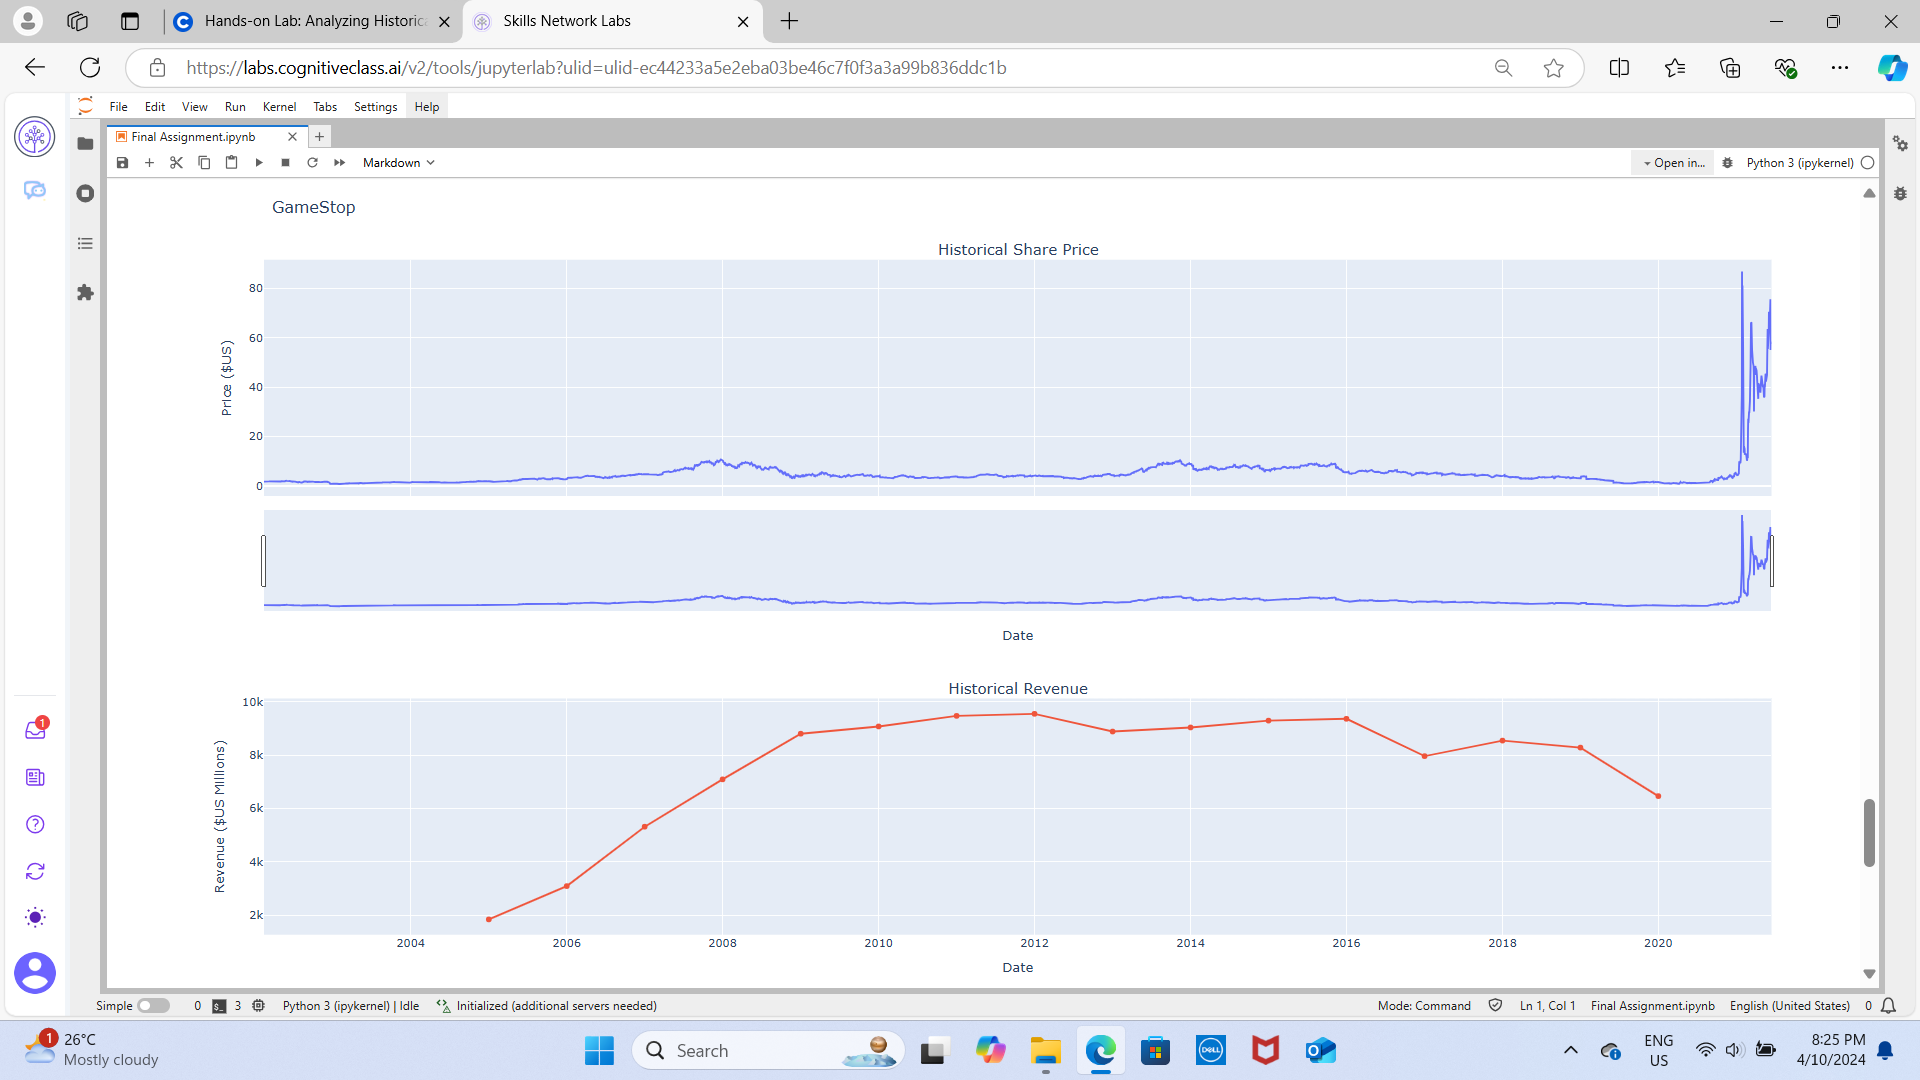 Hands-on Lab: Analyzing Historica
Skills Network Labs
https://labs.cognitiveclass.ai/v2/tools/jupyterlab?ulid=ulid-ec44233a5e2eba03be46c7f0f3a3a99b836ddc1b
File Edit View Run Kernel Tabs Settings Help
Final Assignment.ipynb
Markdown
Open in...
Python 3 (ipykernel)
GameStop
Historical Share Price
80
60
40
20
0
Price ($US)
Date
Historical Revenue
10k
8k
6k
4k
2k
Revenue ($US Millions)
2004 2006 2008 2010 2012 2014 2016 2018 2020
Date
1
Simple 0 3 Python 3 (ipykernel) | Idle Initialized (additional servers needed) Mode: Command Ln 1, Col 1 Final Assignment.ipynb English (United States) 0
1
26°C
Mostly cloudy
Search
DELL
ENG
US
8:25 PM
4/10/2024